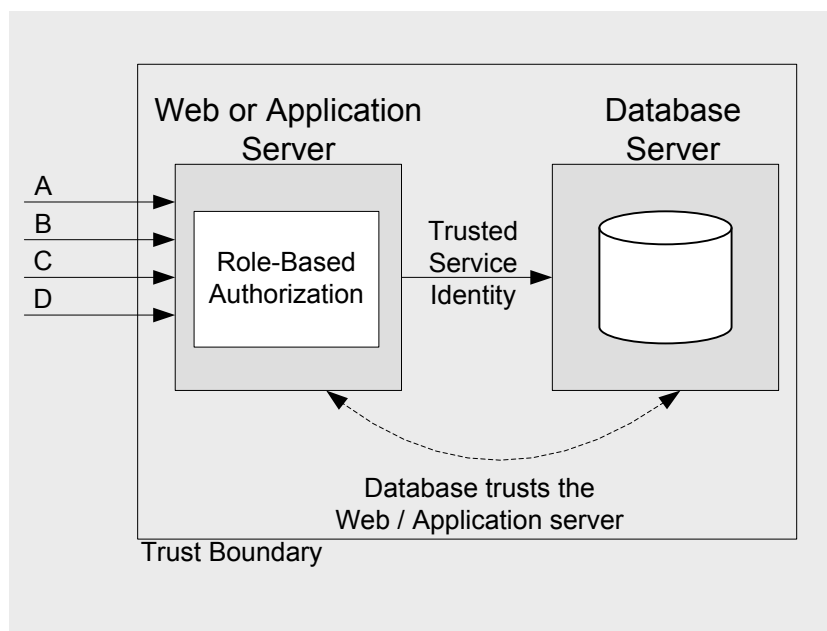 Web or Application
Server
Database
Server
A
B
C
D
Role-Based
Authorization
Trusted
Service
Identity
Database trusts the
Web / Application server
Trust Boundary